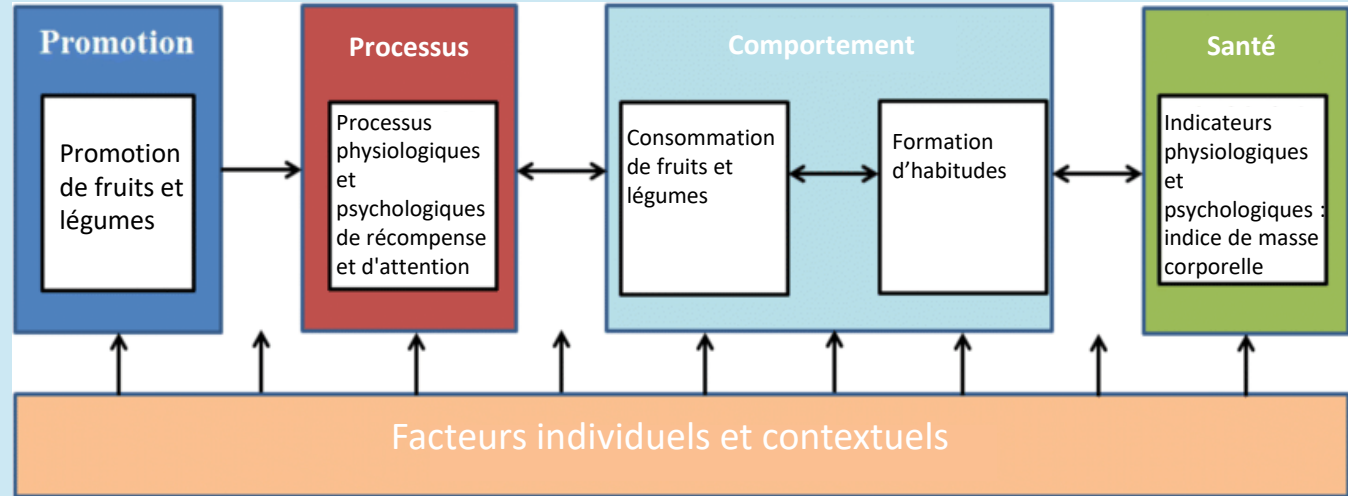 Promotion
Promotion
de fruits et
légumes
Processus
Processus
physiologiques
et
psychologiques
de récompense
et d'attention
Comportement
Consommation
de fruits et
légumes
Formation
d’habitudes
Santé
Indicateurs
physiologiques
et
psychologiques :
indice de masse
corporelle
Facteurs individuels et contextuels